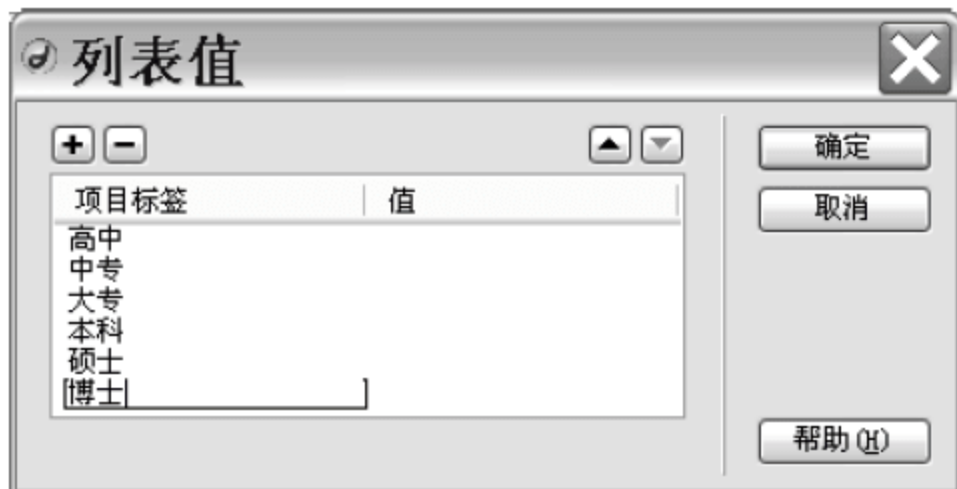 列表值
确定
取消
项目标签 值
高中
中专
大专
本科
硕士
博士
帮助(H)